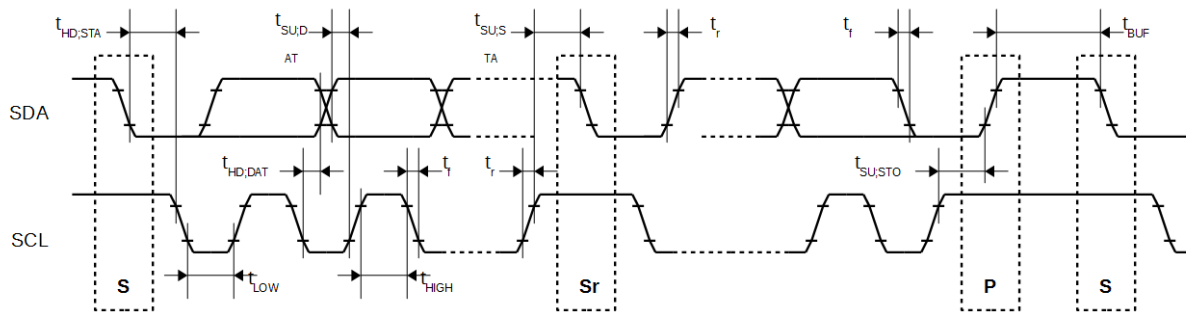 tHD;STA tSU;D tSU;S tr tf tBUF
AT TA
SDA
tHD;DAT tf tr tSU;STO
SCL
tLOW tHIGH
S Sr P S